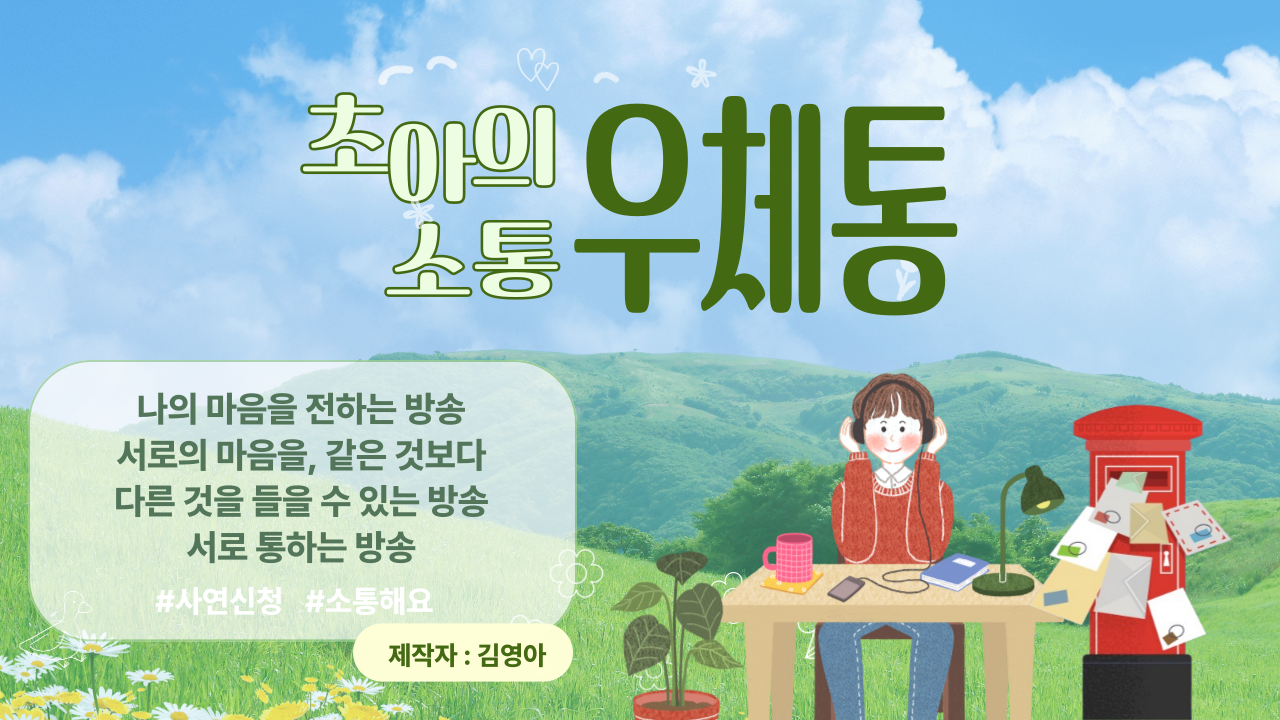 초아의
소통
우체통
나의 마음을 전하는 방송
서로의 마음을, 같은 것보다
다른 것을 들을 수 있는 방송
서로 통하는 방송
#사연신청 #소통해요
제작자 : 김영아